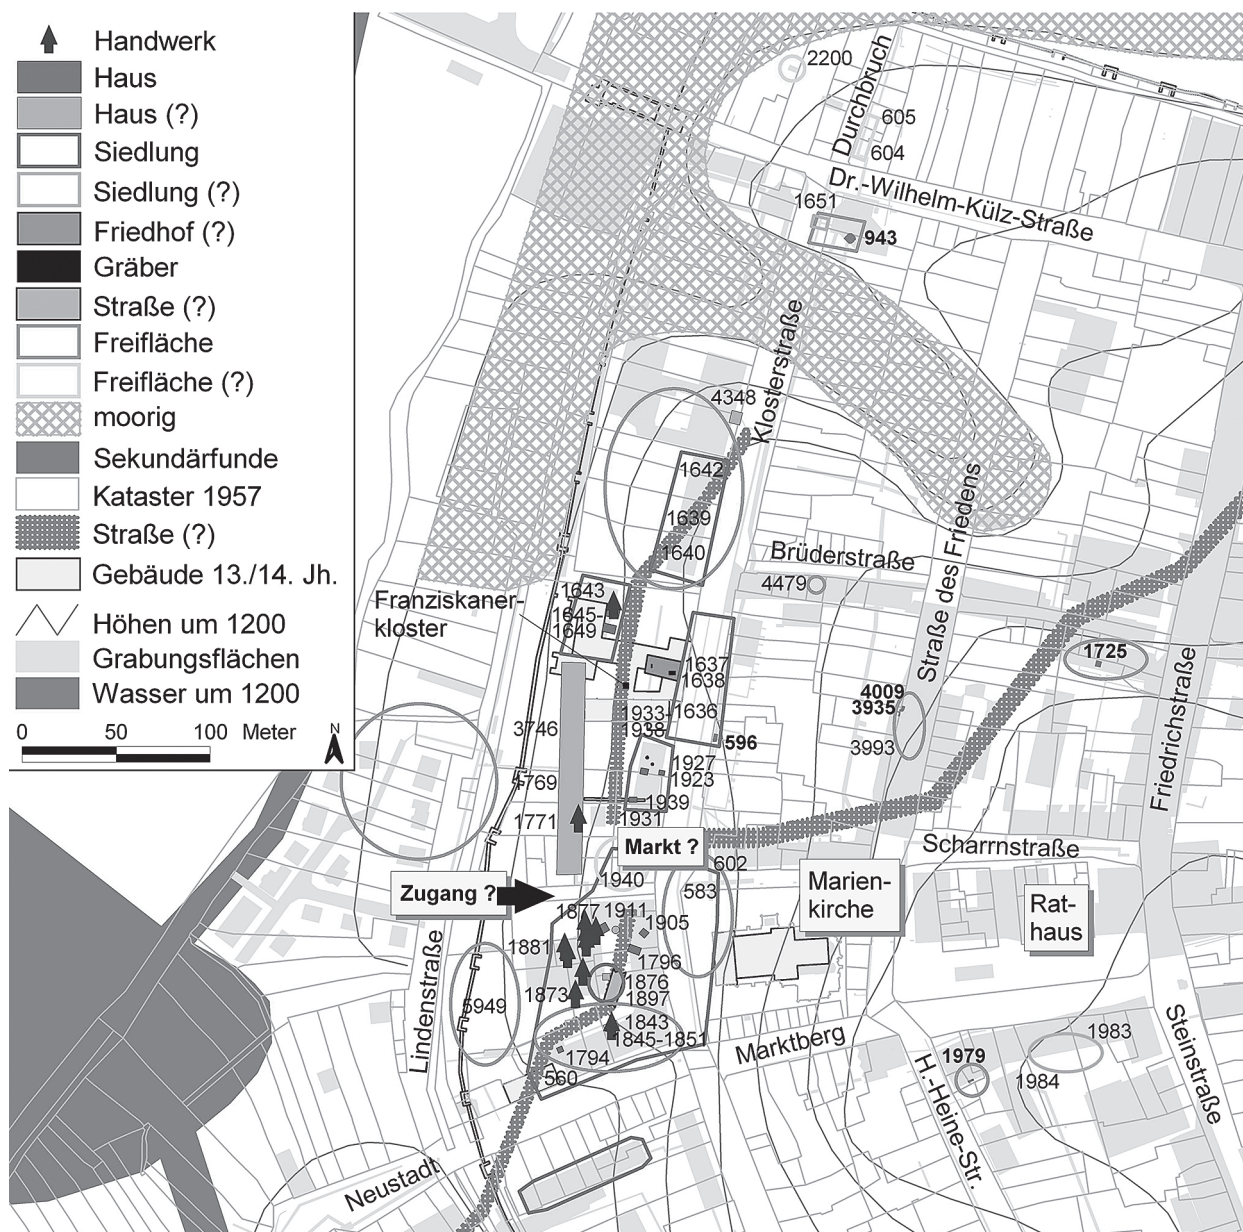 Handwerk
Haus
Haus (?)
Siedlung
Siedlung (?)
Friedhof (?)
Gräber
Straße (?)
Freifläche
Freifläche (?)
moorig
Sekundärfunde
Kataster 1957
Straße (?)
Gebäude 13./14. Jh.
Höhen um 1200
Grabungsflächen
Wasser um 1200
0 50 100 Meter
N
2200
Durchbruch
605
604
Dr.-Wilhelm-Külz-Straße
1651
943
Klosterstraße
4348
1642
1639
1640
Brüderstraße
4479
Straße des Friedens
Franziskaner-
kloster
1643
1645-
1649
1637
1638
1636
1933-
1938
3746
596
1927
1923
1769
1939
1771
1931
1725
4009
3935
3993
Friedrichstraße
Markt ?
602
Scharrnstraße
1940
583
Marien-
kirche
Rat-
haus
Zugang ?
1877
1911
1905
1881
1796
1876
1873
1897
5949
1843
1845-1851
1794
560
Lindenstraße
Marktberg
1979
1983
1984
H.-Heine-Str.
Steinstraße
Neustadt